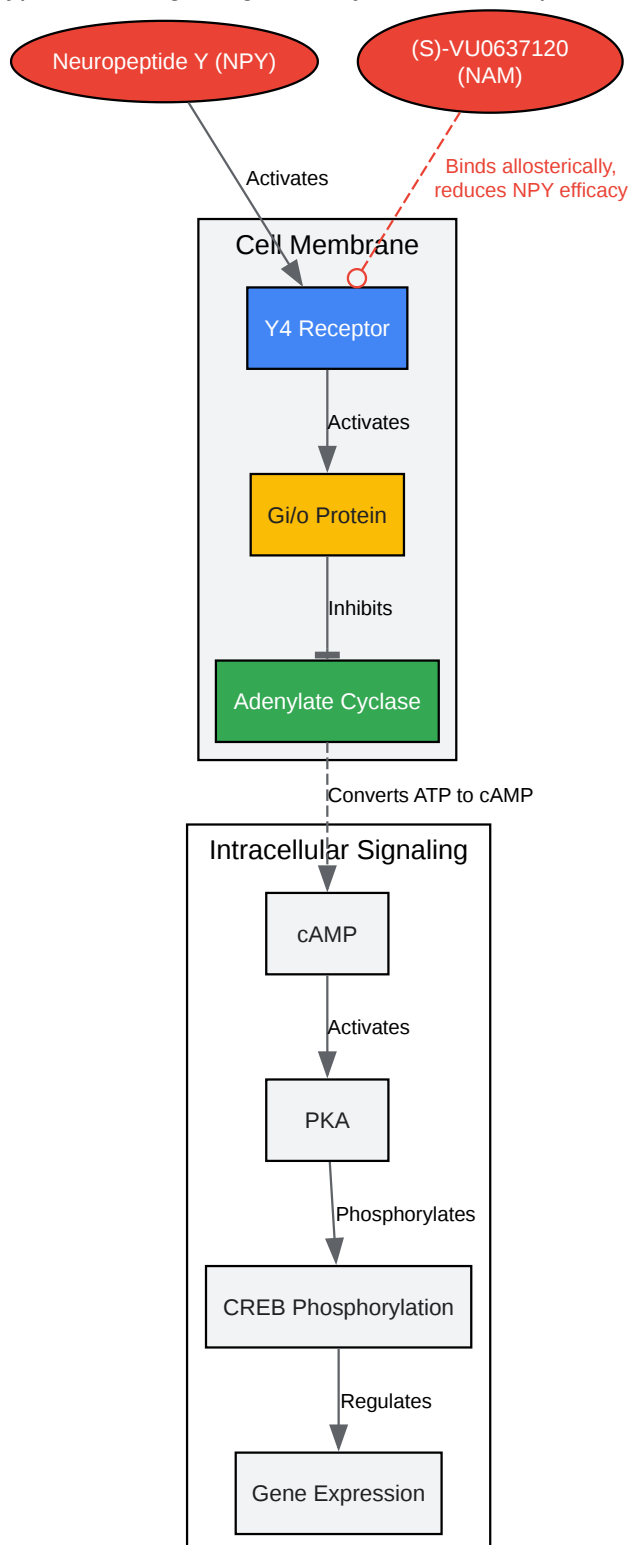 Neuropeptide Y (NPY)
(S)-VU0637120
(NAM)
Activates
Binds allosterically,
reduces NPY efficacy
Cell Membrane
Y4 Receptor
Activates
Gi/o Protein
Inhibits
Adenylate Cyclase
Converts ATP to cAMP
Intracellular Signaling
cAMP
Activates
PKA
Phosphorylates
CREB Phosphorylation
Regulates
Gene Expression